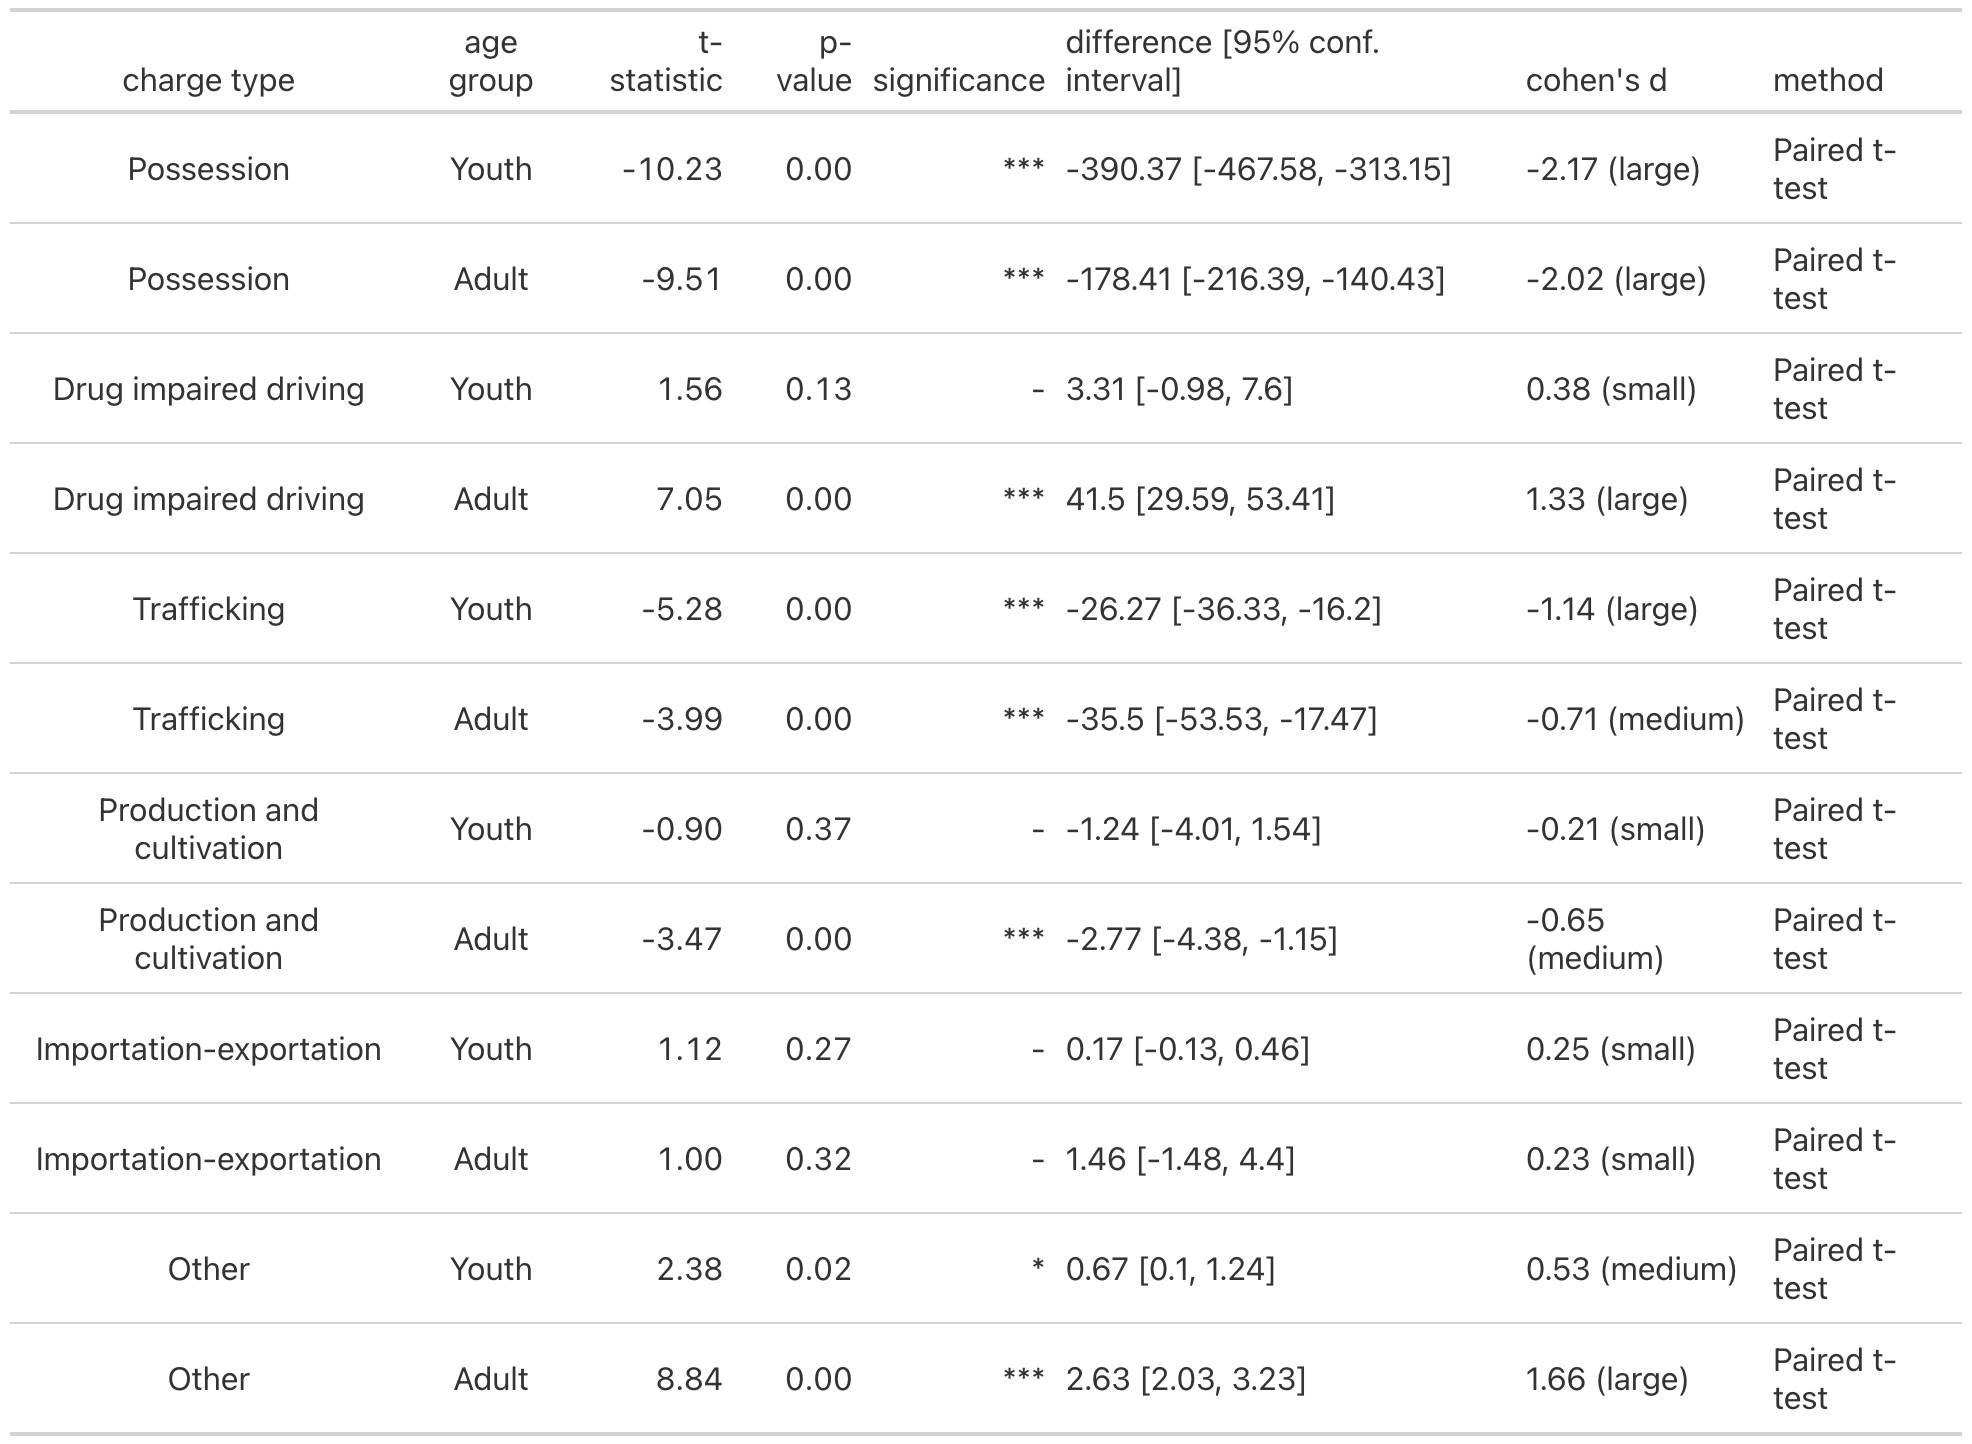 charge type age group t-statistic p-value significance difference [95% conf. interval] cohen's d method
Possession Youth -10.23 0.00 *** -390.37 [-467.58, -313.15] -2.17 (large) Paired t-test
Possession Adult -9.51 0.00 *** -178.41 [-216.39, -140.43] -2.02 (large) Paired t-test
Drug impaired driving Youth 1.56 0.13 - 3.31 [-0.98, 7.6] 0.38 (small) Paired t-test
Drug impaired driving Adult 7.05 0.00 *** 41.5 [29.59, 53.41] 1.33 (large) Paired t-test
Trafficking Youth -5.28 0.00 *** -26.27 [-36.33, -16.2] -1.14 (large) Paired t-test
Trafficking Adult -3.99 0.00 *** -35.5 [-53.53, -17.47] -0.71 (medium) Paired t-test
Production and cultivation Youth -0.90 0.37 - -1.24 [-4.01, 1.54] -0.21 (small) Paired t-test
Production and cultivation Adult -3.47 0.00 *** -2.77 [-4.38, -1.15] -0.65 (medium) Paired t-test
Importation-exportation Youth 1.12 0.27 - 0.17 [-0.13, 0.46] 0.25 (small) Paired t-test
Importation-exportation Adult 1.00 0.32 - 1.46 [-1.48, 4.4] 0.23 (small) Paired t-test
Other Youth 2.38 0.02 * 0.67 [0.1, 1.24] 0.53 (medium) Paired t-test
Other Adult 8.84 0.00 *** 2.63 [2.03, 3.23] 1.66 (large) Paired t-test